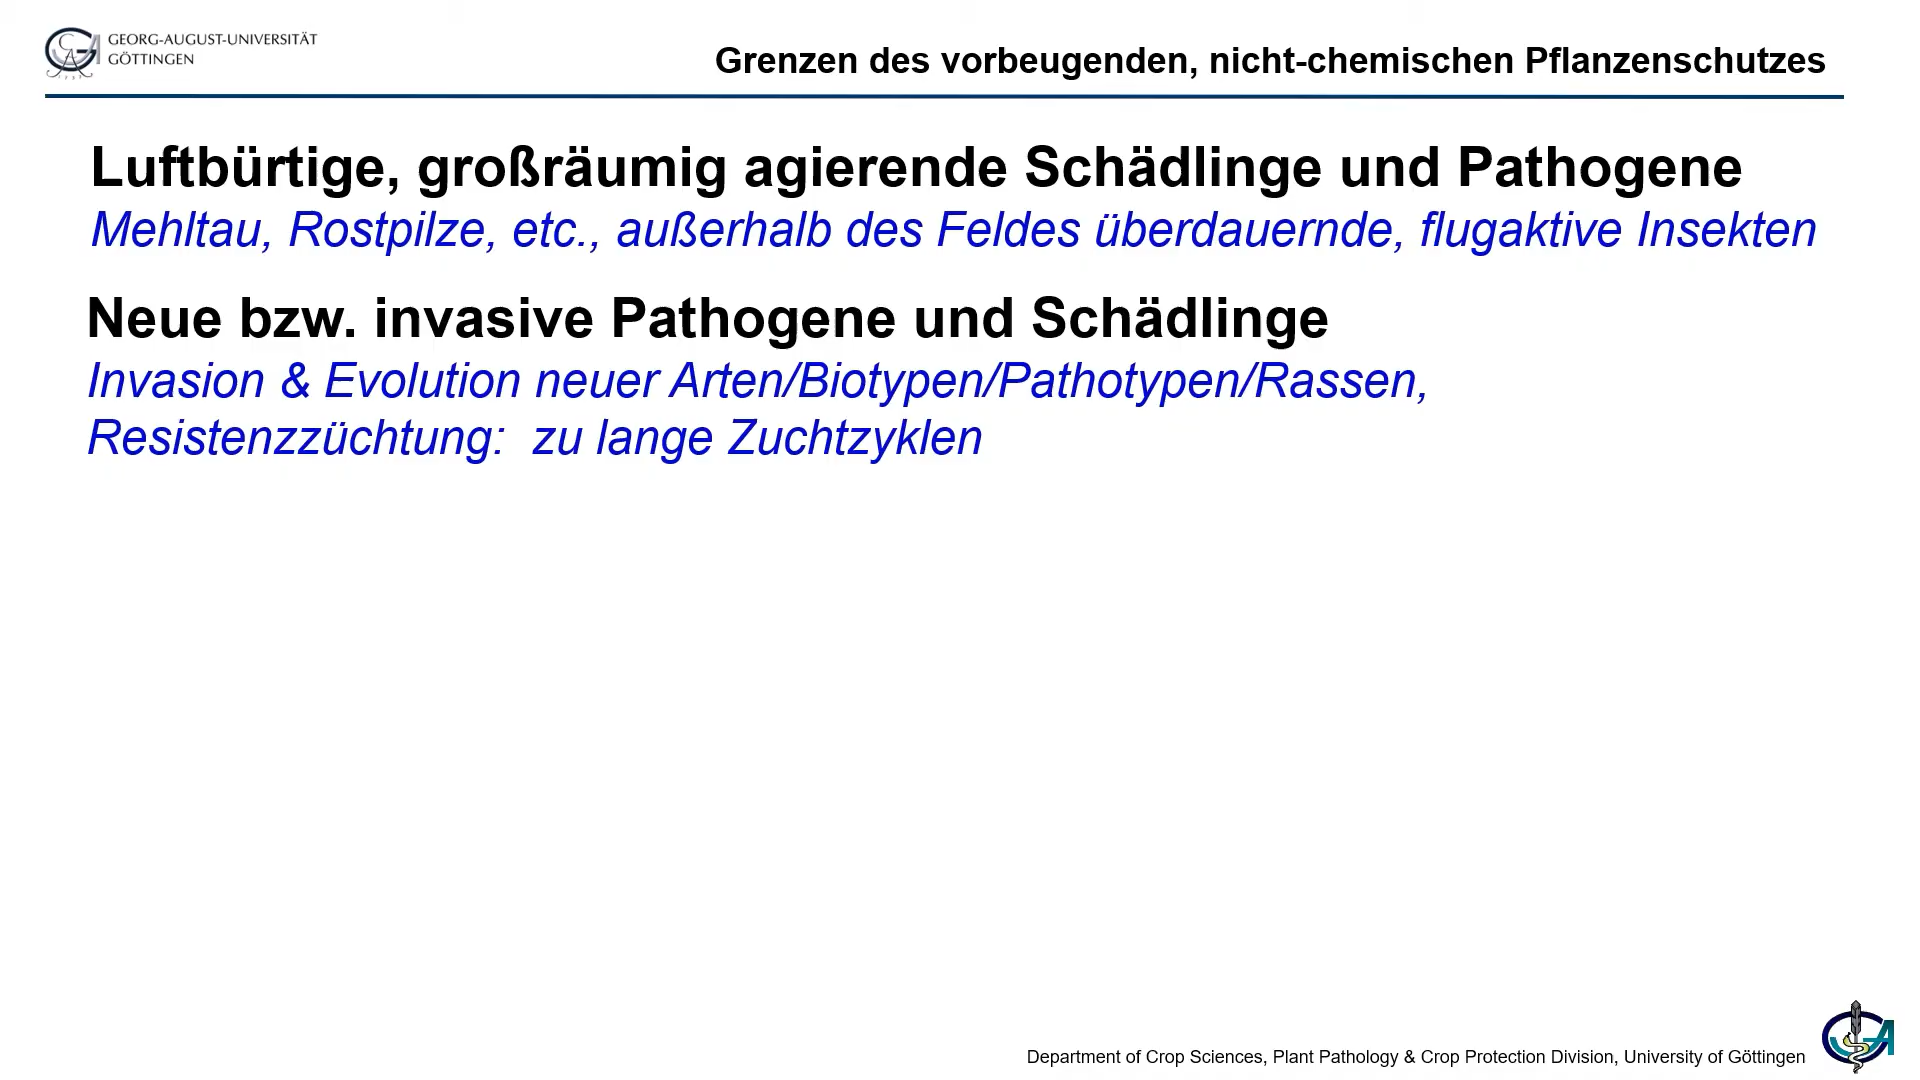 GEORG-AUGUST-UNIVERSITÄT
GÖTTINGEN
Grenzen des vorbeugenden, nicht-chemischen Pflanzenschutzes
Luftbürtige, großräumig agierende Schädlinge und Pathogene
Mehltau, Rostpilze, etc., außerhalb des Feldes überdauernde, flugaktive Insekten
Neue bzw. invasive Pathogene und Schädlinge
Invasion & Evolution neuer Arten/Biotypen/Pathotypen/Rassen,
Resistenzzüchtung: zu lange Zuchtzyklen
Department of Crop Sciences, Plant Pathology & Crop Protection Division, University of Göttingen